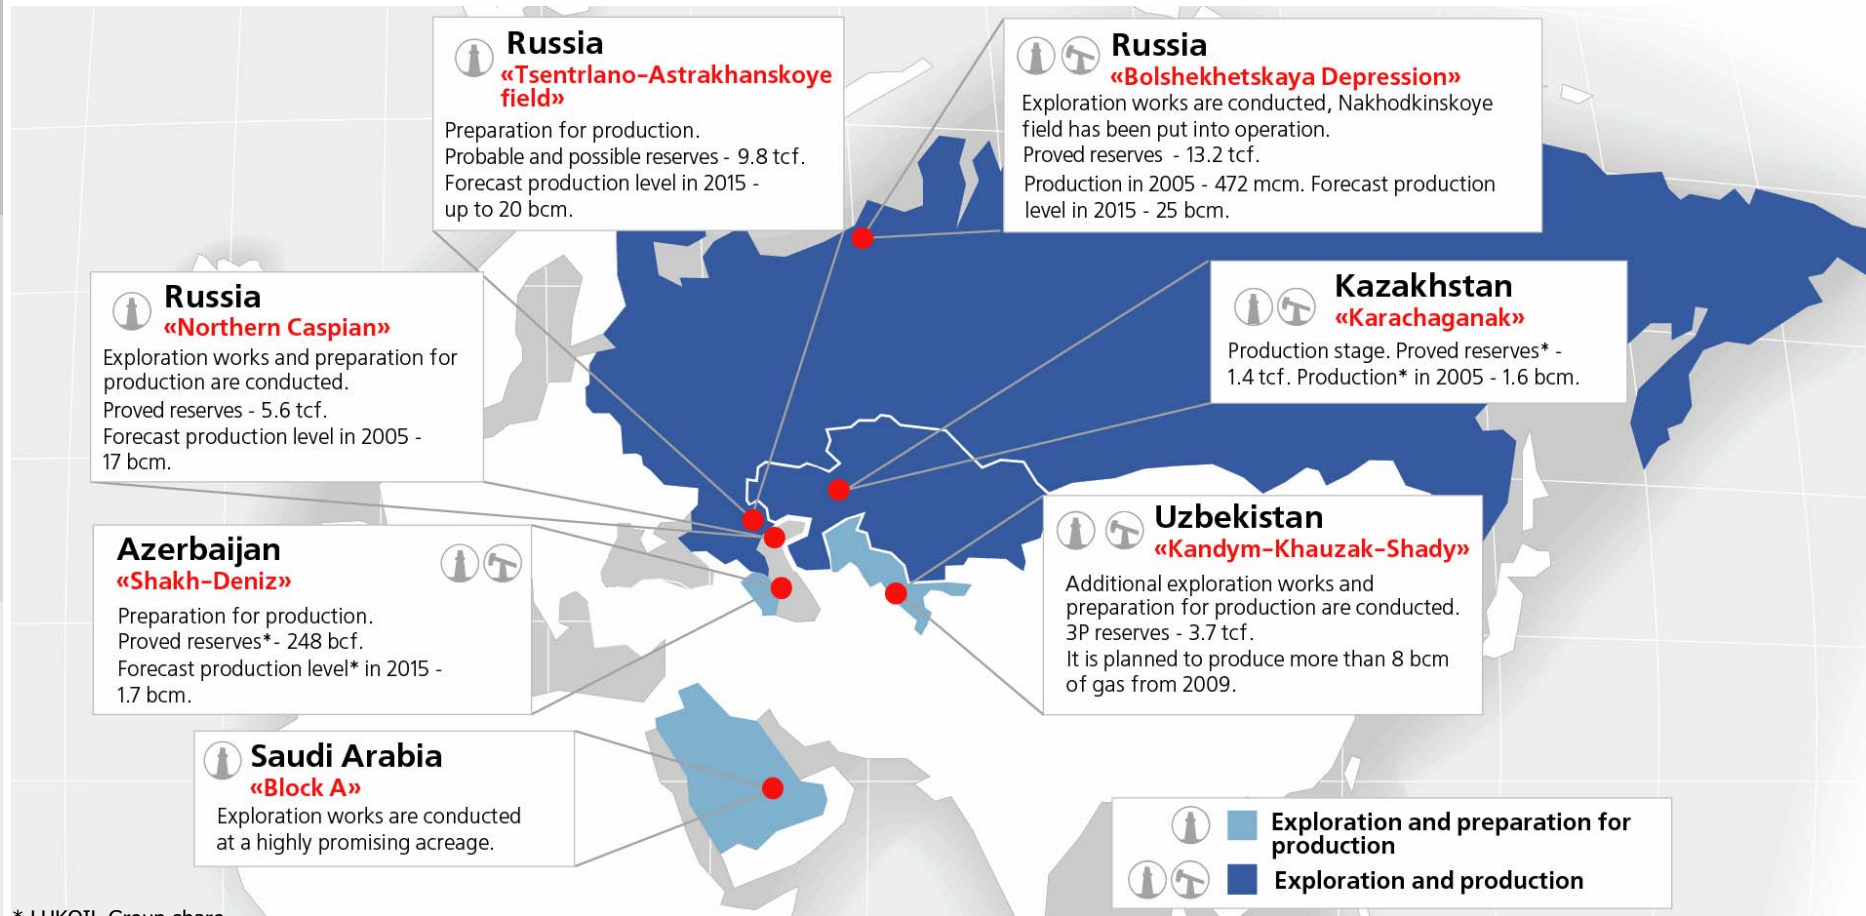 Russia
«Tsentrlano-Astrakhanskoye
field»
Preparation for production.
Probable and possible reserves - 9.8 tcf.
Forecast production level in 2015 -
up to 20 bcm.
Russia
«Bolshekhetskaya Depression»
Exploration works are conducted, Nakhodkinskoye
field has been put into operation.
Proved reserves - 13.2 tcf.
Production in 2005 - 472 mcm. Forecast production
level in 2015 - 25 bcm.
Russia
«Northern Caspian»
Exploration works and preparation for
production are conducted.
Proved reserves - 5.6 tcf.
Forecast production level in 2005 -
17 bcm.
Kazakhstan
«Karachaganak»
Production stage. Proved reserves* -
1.4 tcf. Production* in 2005 - 1.6 bcm.
Azerbaijan
«Shakh-Deniz»
Preparation for production.
Proved reserves*- 248 bcf.
Forecast production level* in 2015 -
1.7 bcm.
Uzbekistan
«Kandym-Khauzak-Shady»
Additional exploration works and
preparation for production are conducted.
3P reserves - 3.7 tcf.
It is planned to produce more than 8 bcm
of gas from 2009.
Saudi Arabia
«Block A»
Exploration works are conducted
at a highly promising acreage.
Exploration and preparation for
production
Exploration and production
* LUKOIL Group share